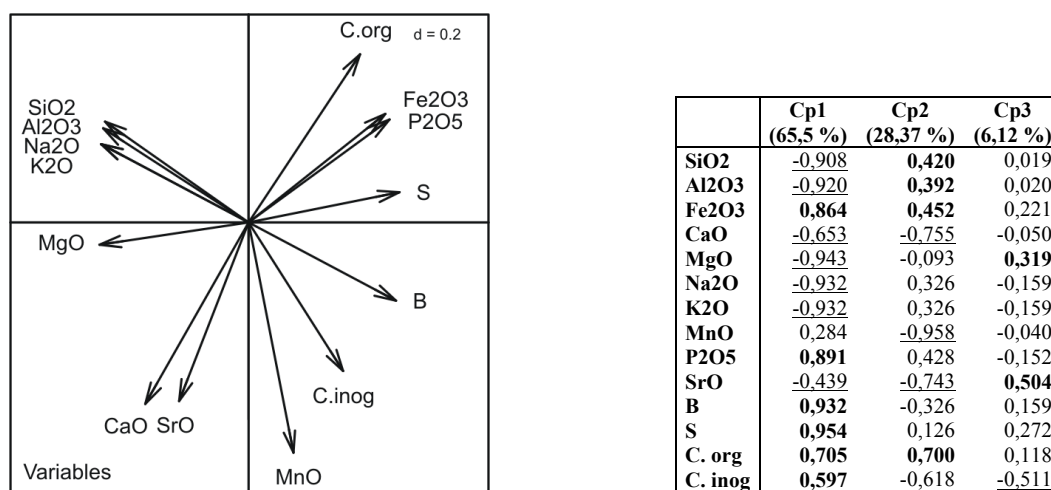 C.org d = 0.2
SiO2
Al2O3
Na2O
K2O
Fe2O3
P2O5
S
MgO
B
C.inog
CaO SrO
MnO
Variables
Cp1 Cp2 Cp3
(65,5 %) (28,37 %) (6,12 %)
SiO2 -0,908 0,420 0,019
Al2O3 -0,920 0,392 0,020
Fe2O3 0,864 0,452 0,221
CaO -0,653 -0,755 -0,050
MgO -0,943 -0,093 0,319
Na2O -0,932 0,326 -0,159
K2O -0,932 0,326 -0,159
MnO 0,284 -0,958 -0,040
P2O5 0,891 0,428 -0,152
SrO -0,439 -0,743 0,504
B 0,932 -0,326 0,159
S 0,954 0,126 0,272
C. org 0,705 0,700 0,118
C. inog 0,597 -0,618 -0,511